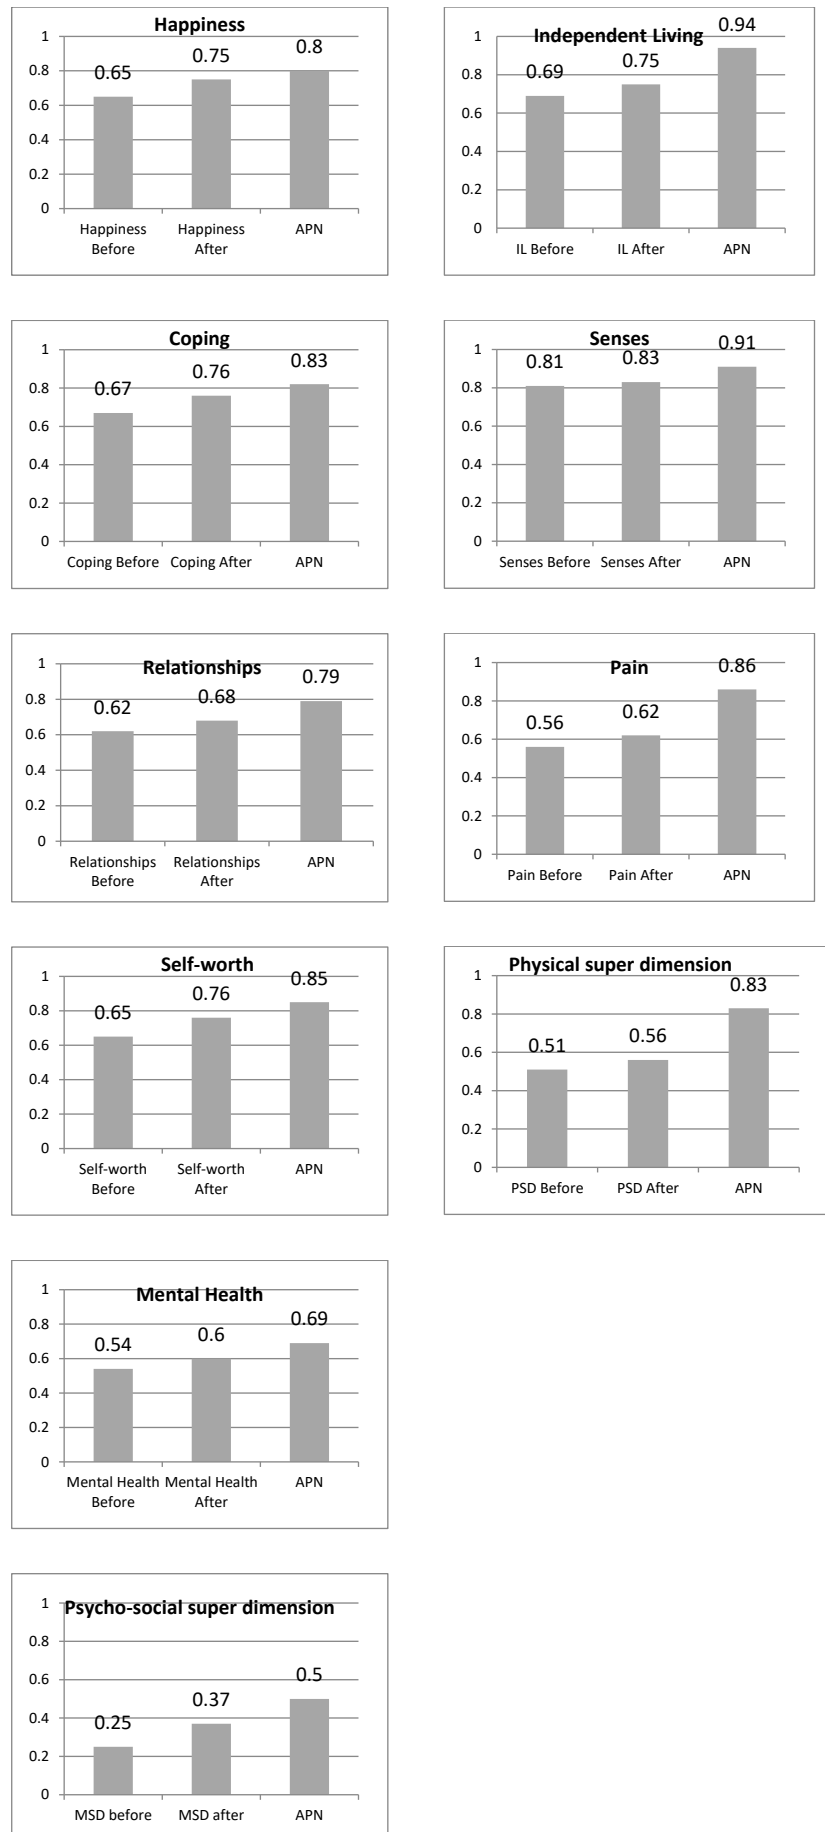 Happiness
0.65
0.75
0.8
1
0.8
0.6
0.4
0.2
0
Happiness Before
Happiness After
APN
Independent Living
0.69
0.75
0.94
1
0.8
0.6
0.4
0.2
0
IL Before
IL After
APN
Coping
0.67
0.76
0.83
1
0.8
0.6
0.4
0.2
0
Coping Before
Coping After
APN
Senses
0.81
0.83
0.91
1
0.8
0.6
0.4
0.2
0
Senses Before
Senses After
APN
Relationships
0.62
0.68
0.79
1
0.8
0.6
0.4
0.2
0
Relationships Before
Relationships After
APN
Pain
0.56
0.62
0.86
1
0.8
0.6
0.4
0.2
0
Pain Before
Pain After
APN
Self-worth
0.65
0.76
0.85
1
0.8
0.6
0.4
0.2
0
Self-worth Before
Self-worth After
APN
Physical super dimension
0.51
0.56
0.83
1
0.8
0.6
0.4
0.2
0
PSD Before
PSD After
APN
Mental Health
0.54
0.6
0.69
1
0.8
0.6
0.4
0.2
0
Mental Health Before
Mental Health After
APN
Psycho-social super dimension
0.25
0.37
0.5
1
0.8
0.6
0.4
0.2
0
MSD before
MSD after
APN